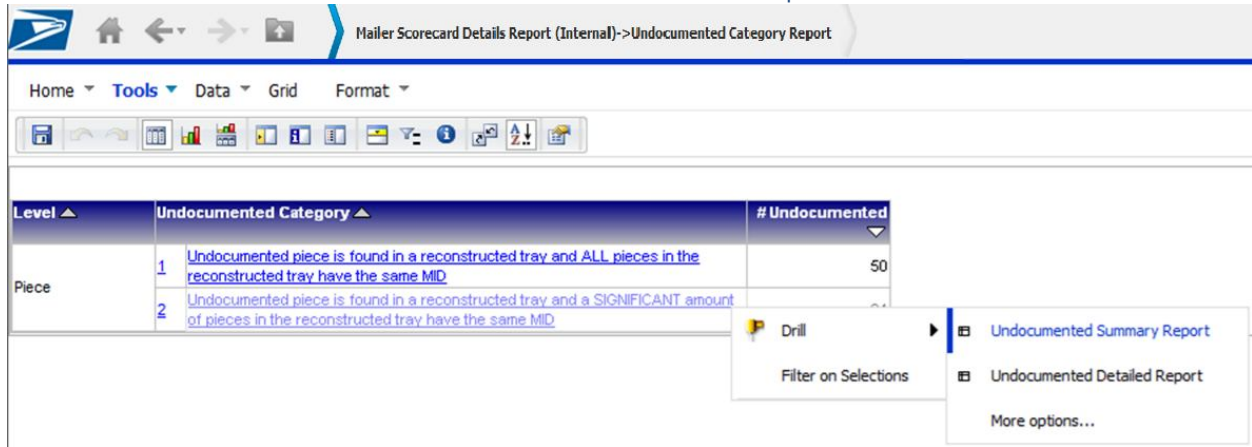 Mailer Scorecard Details Report (Internal)->Undocumented Category Report
Home Tools Data Grid Format
Level Undocumented Category # Undocumented
Piece
1 Undocumented piece is found in a reconstructed tray and ALL pieces in the
reconstructed tray have the same MID
50
2 Undocumented piece is found in a reconstructed tray and a SIGNIFICANT amount
of pieces in the reconstructed tray have the same MID
Drill
Filter on Selections
Undocumented Summary Report
Undocumented Detailed Report
More options...